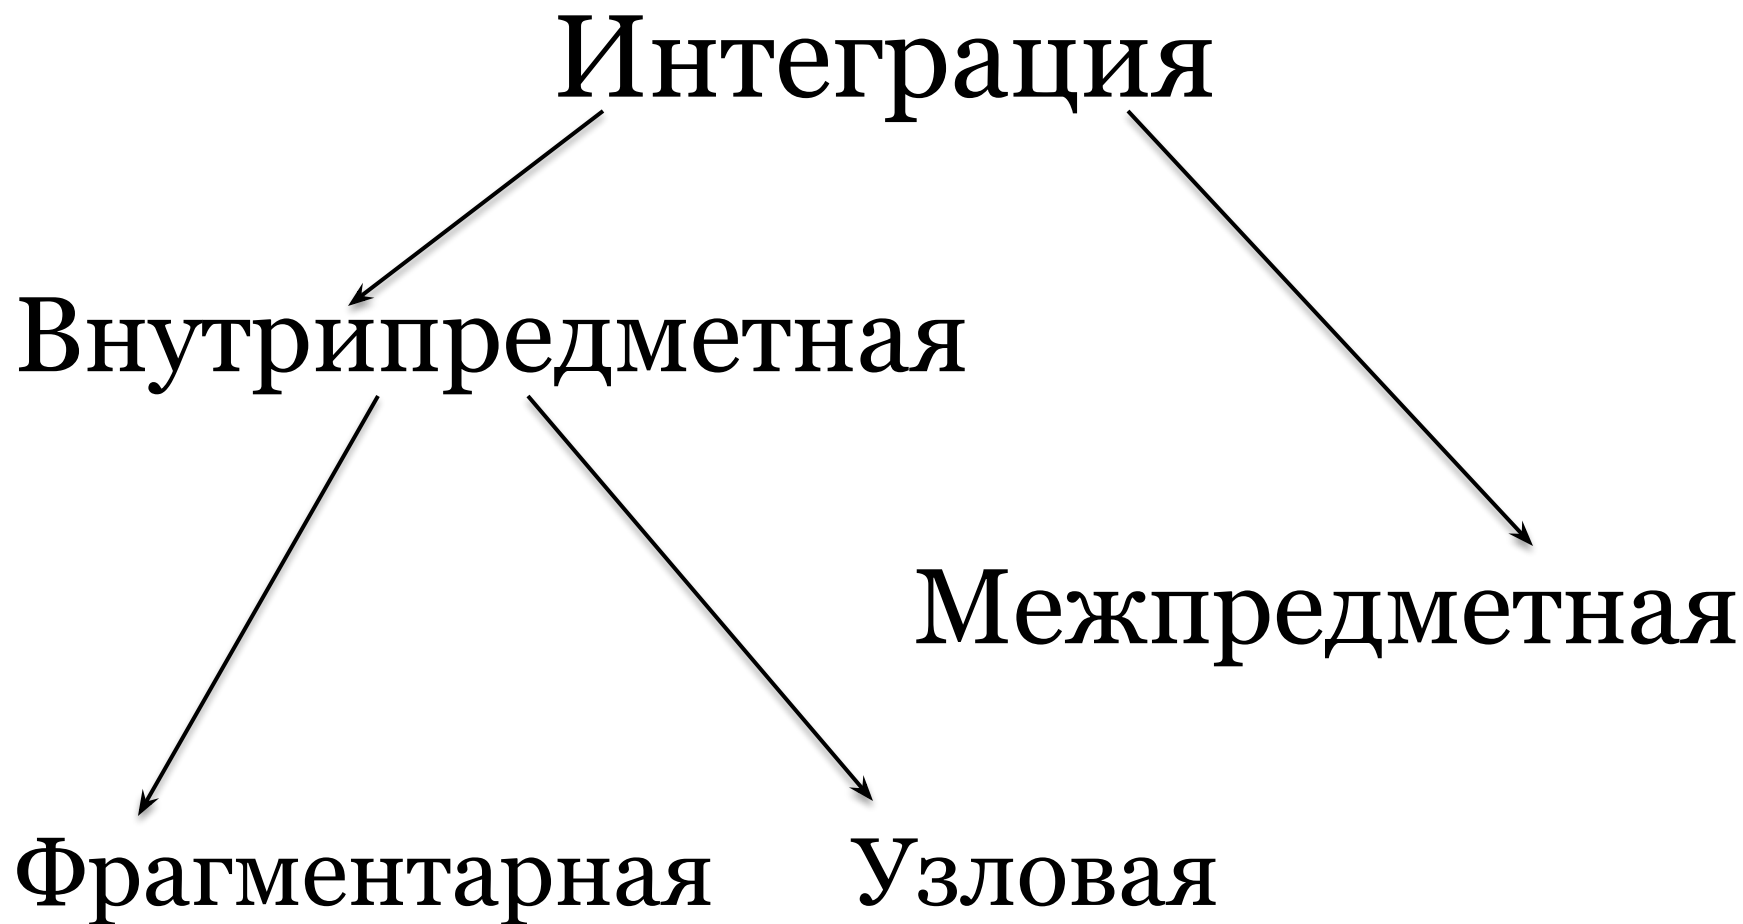 Интеграция
Внутрипредметная
Межпредметная
Фрагментарная Узловая